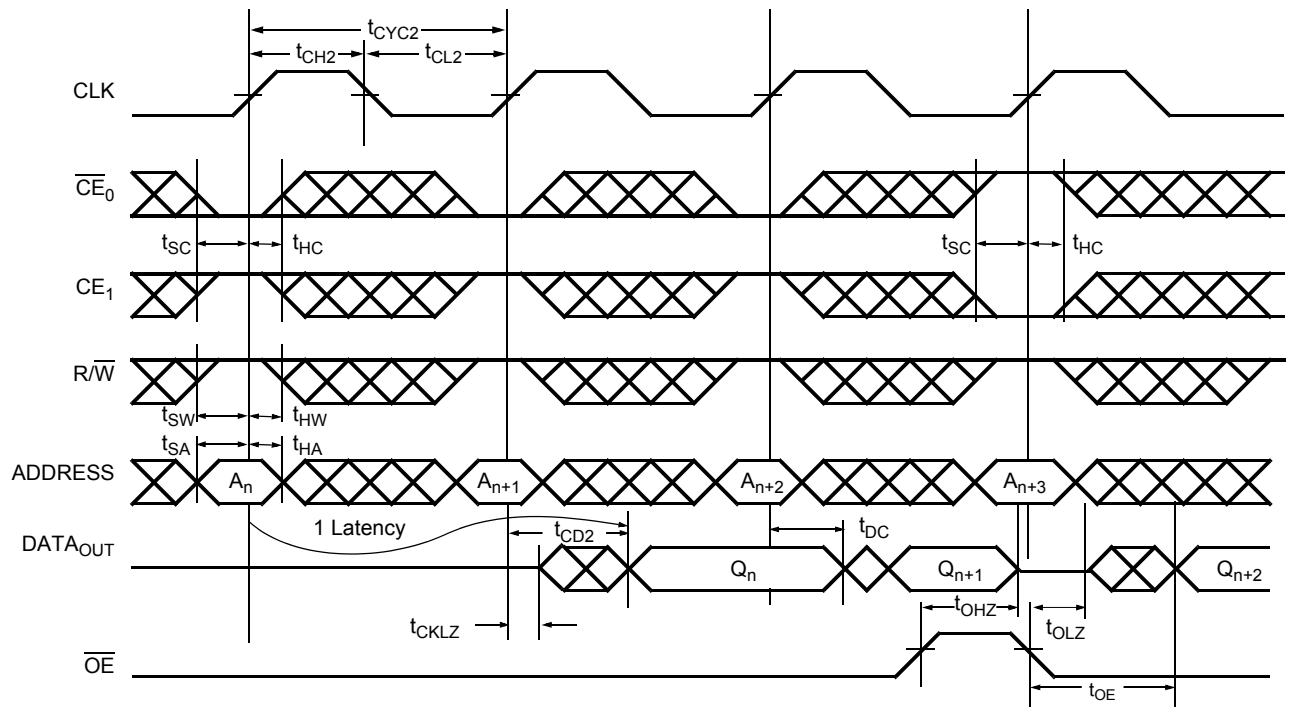 tCYC2
tCH2
tCL2
CLK
CE0
tSC
tHC
tSC
tHC
CE1
R/W
tSW
tHW
tSA
tHA
ADDRESS
An
An+1
An+2
An+3
1 Latency
tCD2
tDC
DATAOUT
Qn
Qn+1
Qn+2
tOHZ
tCKLZ
tOLZ
OE
tOE